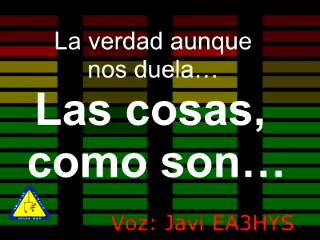 La verdad aunque
nos duela…
Las cosas,
como son…
Voz: Javi EA3HYS